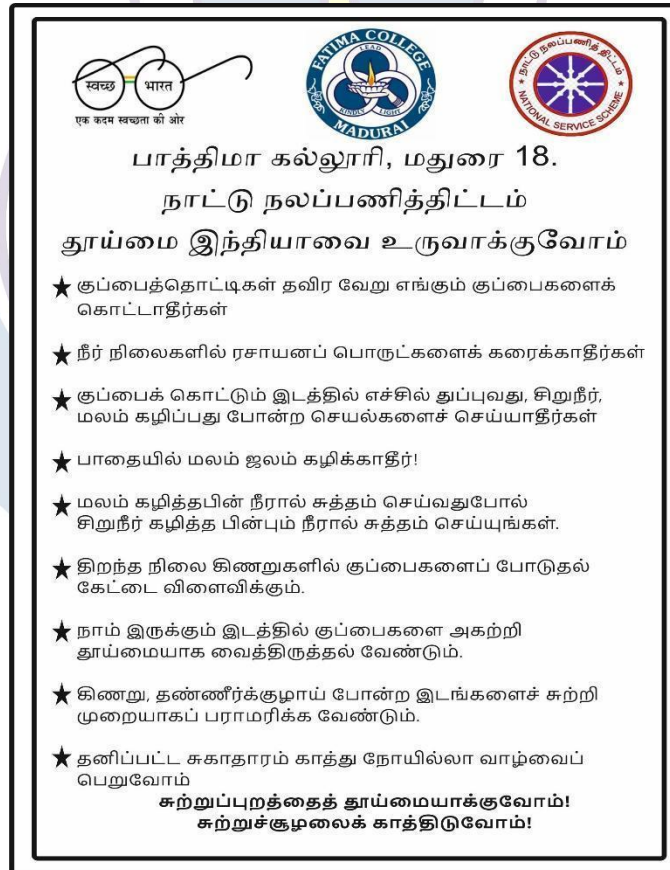 स्वच्छ भारत
एक कदम स्वच्छता की ओर
FATIMA COLLEGE
LEAD
KINDLY LIGHT
MADURAI
நாட்டு நலப்பணித்திட்டம்
NATIONAL SERVICE SCHEME
பாத்திமா கல்லூரி, மதுரை 18.
நாட்டு நலப்பணித்திட்டம்
தூய்மை இந்தியாவை உருவாக்குவோம்
★ குப்பைத்தொட்டிகள் தவிர வேறு எங்கும் குப்பைகளைக்
கொட்டாதீர்கள்
★ நீர் நிலைகளில் ரசாயனப் பொருட்களைக் கரைக்காதீர்கள்
★ குப்பைக் கொட்டும் இடத்தில் எச்சில் துப்புவது, சிறுநீர்,
மலம் கழிப்பது போன்ற செயல்களைச் செய்யாதீர்கள்
★ பாதையில் மலம் ஜலம் கழிக்காதீர்!
★ மலம் கழித்தபின் நீரால் சுத்தம் செய்வதுபோல்
சிறுநீர் கழித்த பின்பும் நீரால் சுத்தம் செய்யுங்கள்.
★ திறந்த நிலை கிணறுகளில் குப்பைகளைப் போடுதல்
கேட்டை விளைவிக்கும்.
★ நாம் இருக்கும் இடத்தில் குப்பைகளை அகற்றி
தூய்மையாக வைத்திருத்தல் வேண்டும்.
★ கிணறு, தண்ணீர்க்குழாய் போன்ற இடங்களைச் சுற்றி
முறையாகப் பராமரிக்க வேண்டும்.
★ தனிப்பட்ட சுகாதாரம் காத்து நோயில்லா வாழ்வைப்
பெறுவோம்
சுற்றுப்புறத்தைத் தூய்மையாக்குவோம்!
சுற்றுச்சூழலைக் காத்திடுவோம்!